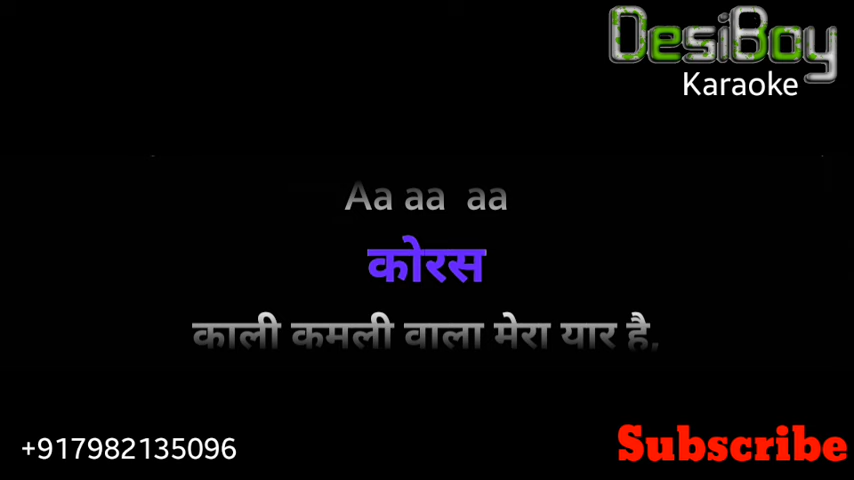 DesiBoy
Karaoke
Aa aa aa
कोरस
काली कमली वाला मेरा यार है,
+917982135096
Subscribe